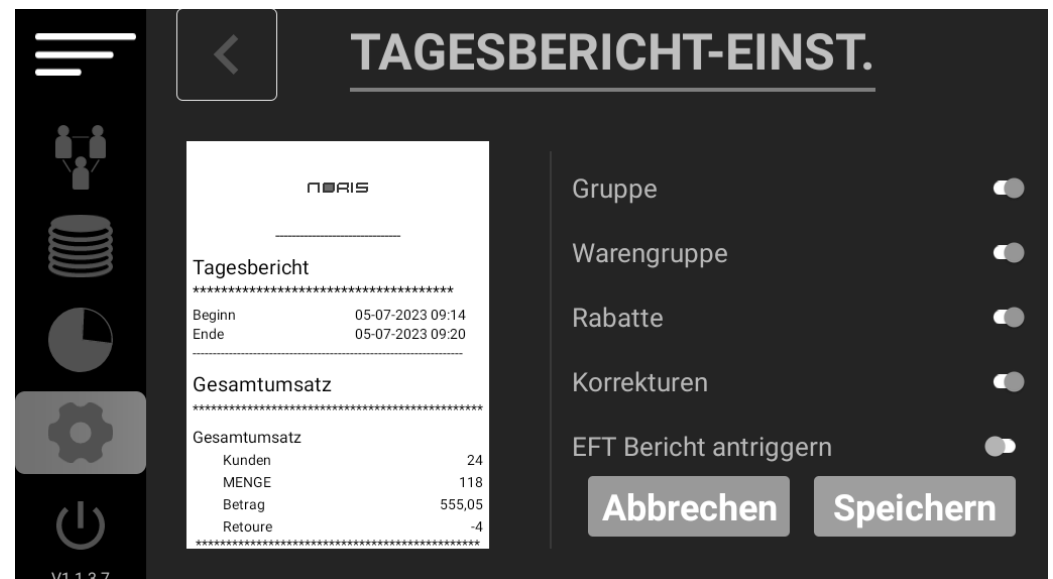 TAGESBERICHT-EINST.
NORIS
--------------------------------
Tagesbericht
**************************************
Beginn 05-07-2023 09:14
Ende 05-07-2023 09:20
--------------------------------------------------------------------
Gesamtumsatz
************************************************
Gesamtumsatz
Kunden 24
MENGE 118
Betrag 555,05
Retoure -4
************************************************
Gruppe
Warengruppe
Rabatte
Korrekturen
EFT Bericht antriggern
Abbrechen Speichern
V1.1.3.7